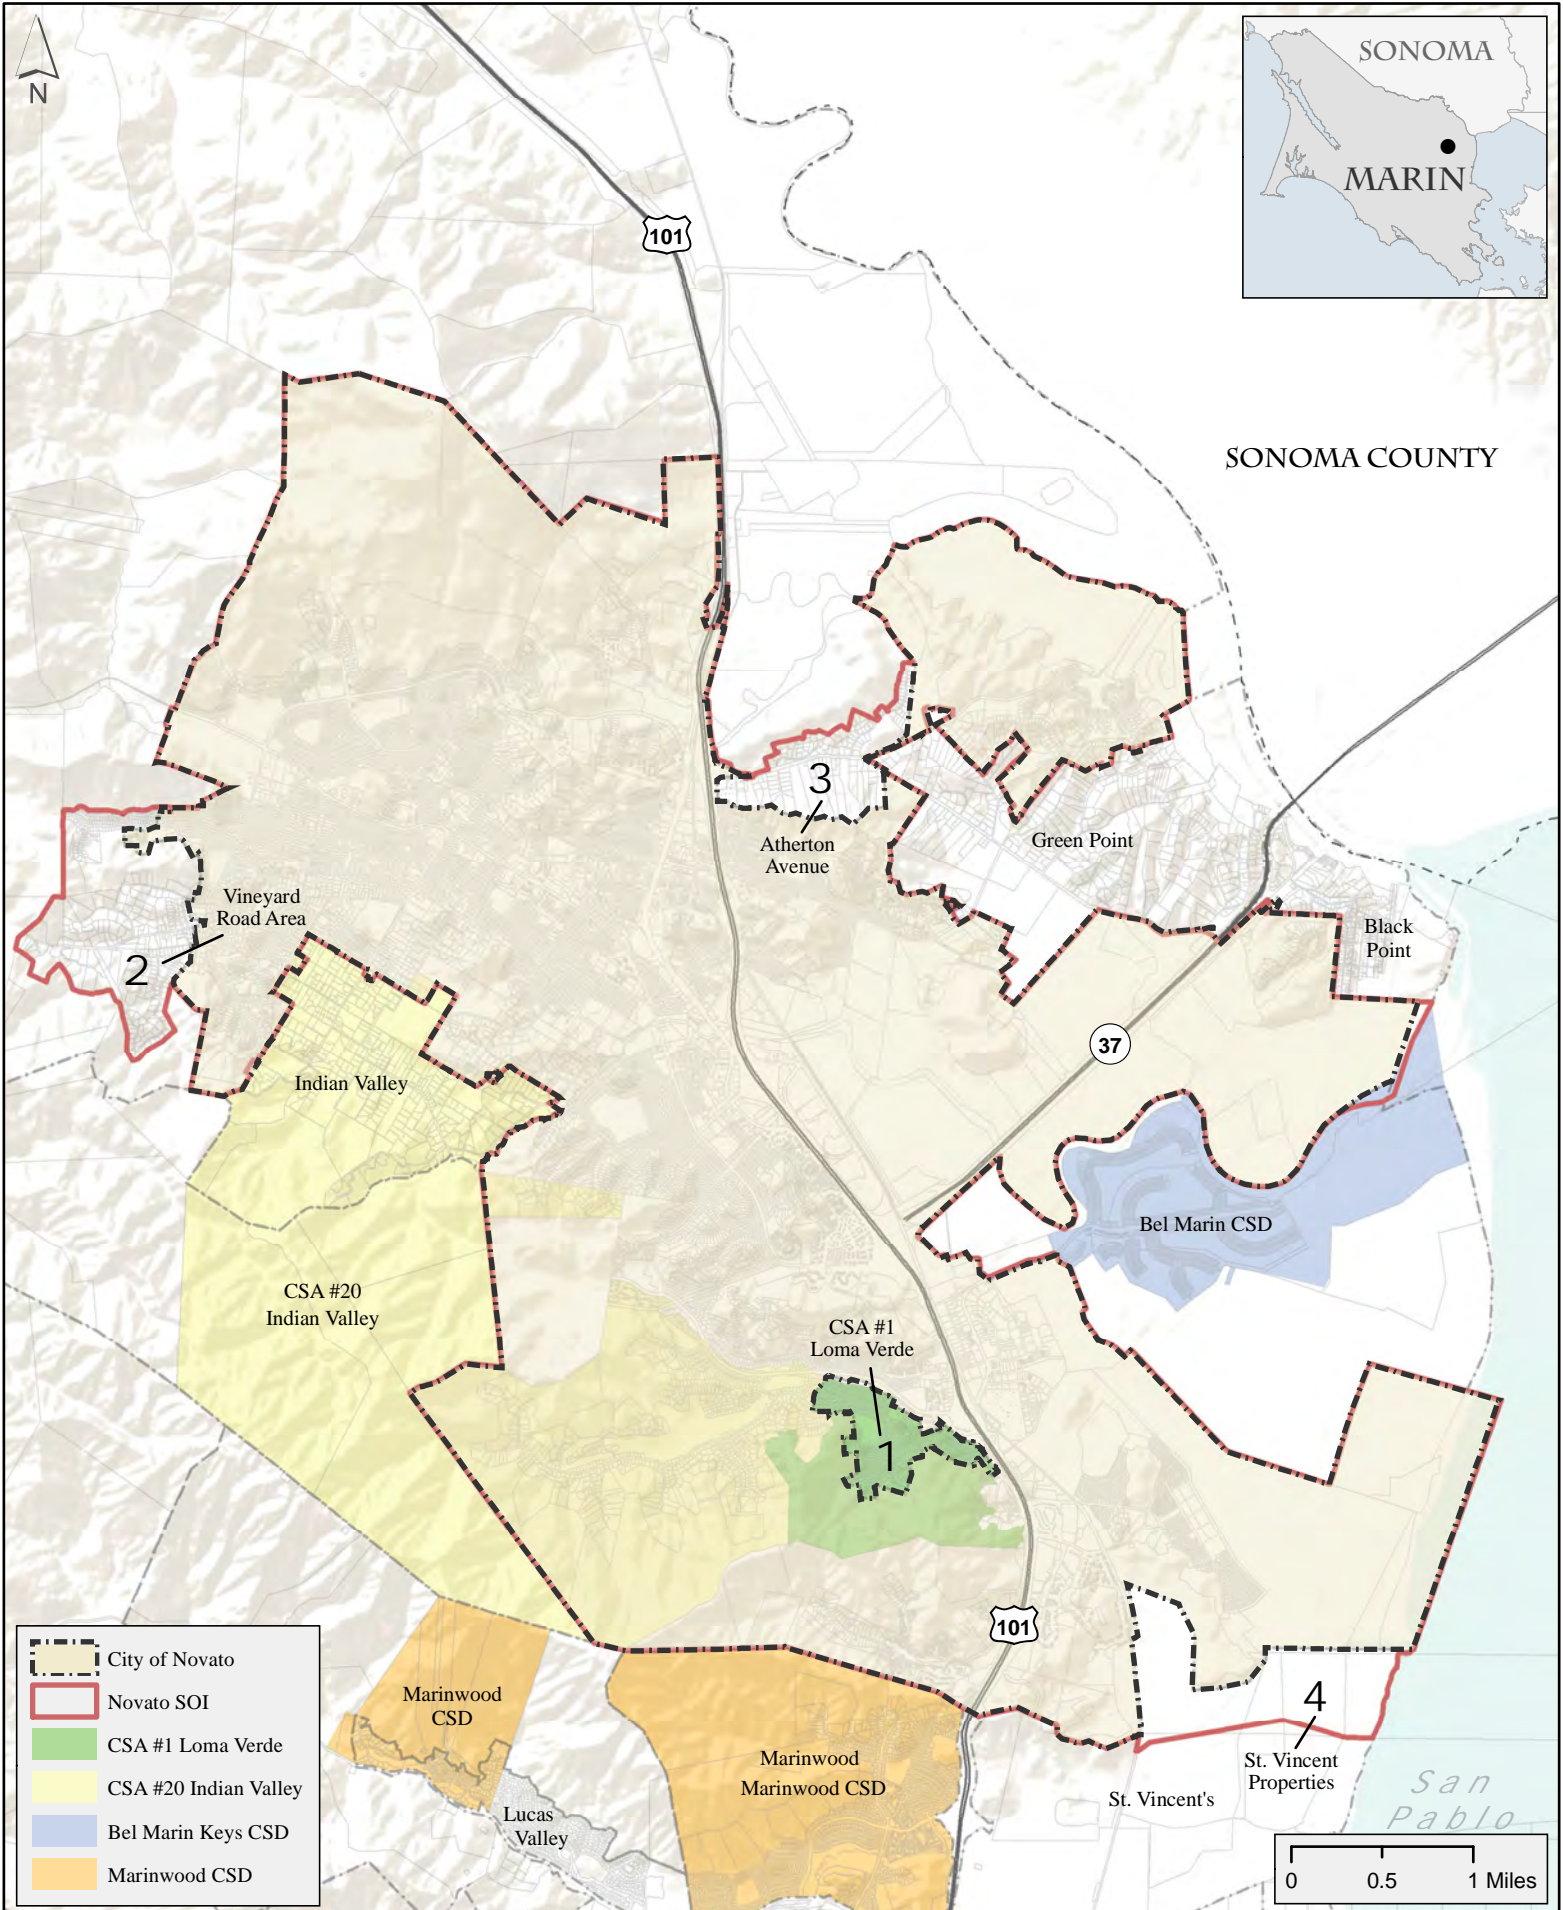 N
SONOMA
MARIN
101
SONOMA COUNTY
3
Atherton
Avenue
Green Point
Vineyard
Road Area
2
Black
Point
37
Indian Valley
Bel Marin CSD
CSA #20
Indian Valley
CSA #1
Loma Verde
1
101
4
St. Vincent
Properties
St. Vincent's
Marinwood
CSD
Marinwood
Marinwood CSD
Lucas
Valley
San
Pablo
City of Novato
Novato SOI
CSA #1 Loma Verde
CSA #20 Indian Valley
Bel Marin Keys CSD
Marinwood CSD
0 0.5 1 Miles